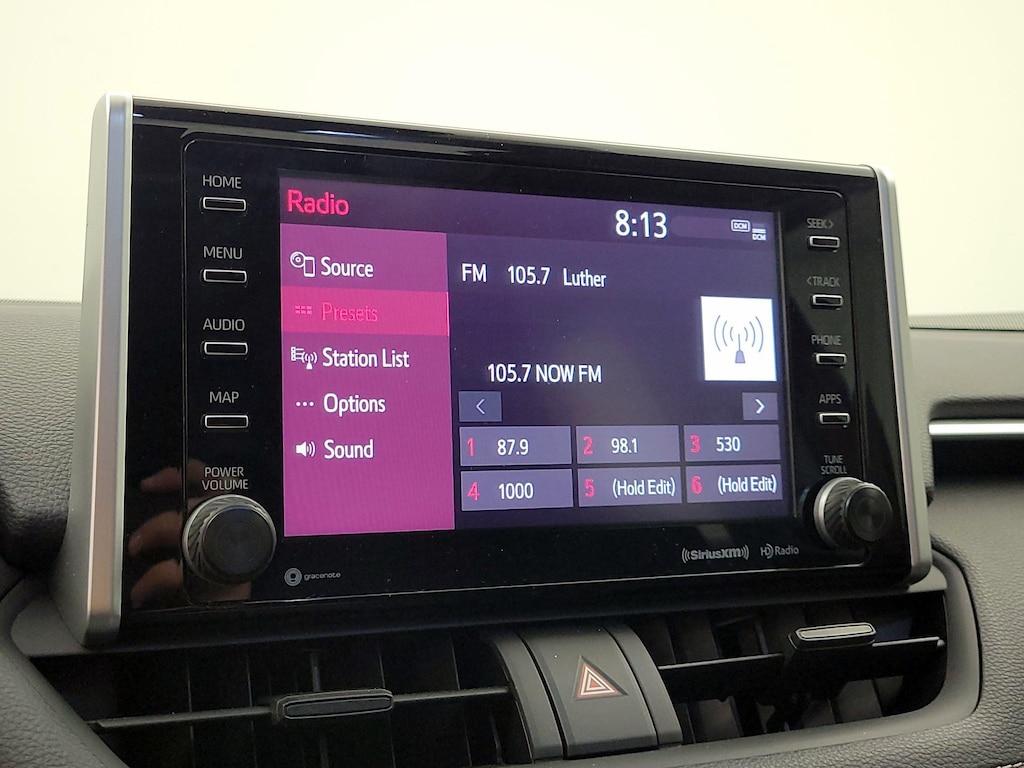 HOME
MENU
AUDIO
MAP
POWER
VOLUME
Radio
8:13
DCM
DCM
Source
Presets
Station List
Options
Sound
FM 105.7 Luther
105.7 NOW FM
< >
1 87.9 2 98.1 3 530
4 1000 5 (Hold Edit) 6 (Hold Edit)
SEEK>
<TRACK
PHONE
APPS
TUNE
SCROLL
gracenote
((SiriusXM))
HD Radio